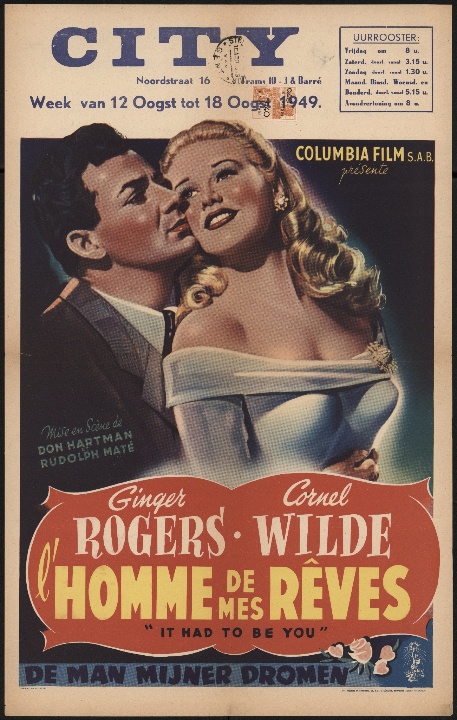 CITY
Noordstraat 16
Trams 10 - 1 & Barré
Week van 12 Oogst tot 18 Oogst 1949.
UURROOSTER:
Vrijdag om 8 u.
Zaterd. doorl. vanaf 3.15 u.
Zondag doorl. vanaf 1.30 u.
Maand. Dinsd. Woensd. en
Donderd. doorl. vanaf 5.15 u.
Avondvertoning om 8 u.
COLUMBIA FILM S.A.B.
présente
Mise en Scène de
DON HARTMAN
RUDOLPH MATÉ
Ginger Cornel
ROGERS · WILDE
l'HOMME DE MES RÊVES
"IT HAD TO BE YOU"
DE MAN MIJNER DROMEN